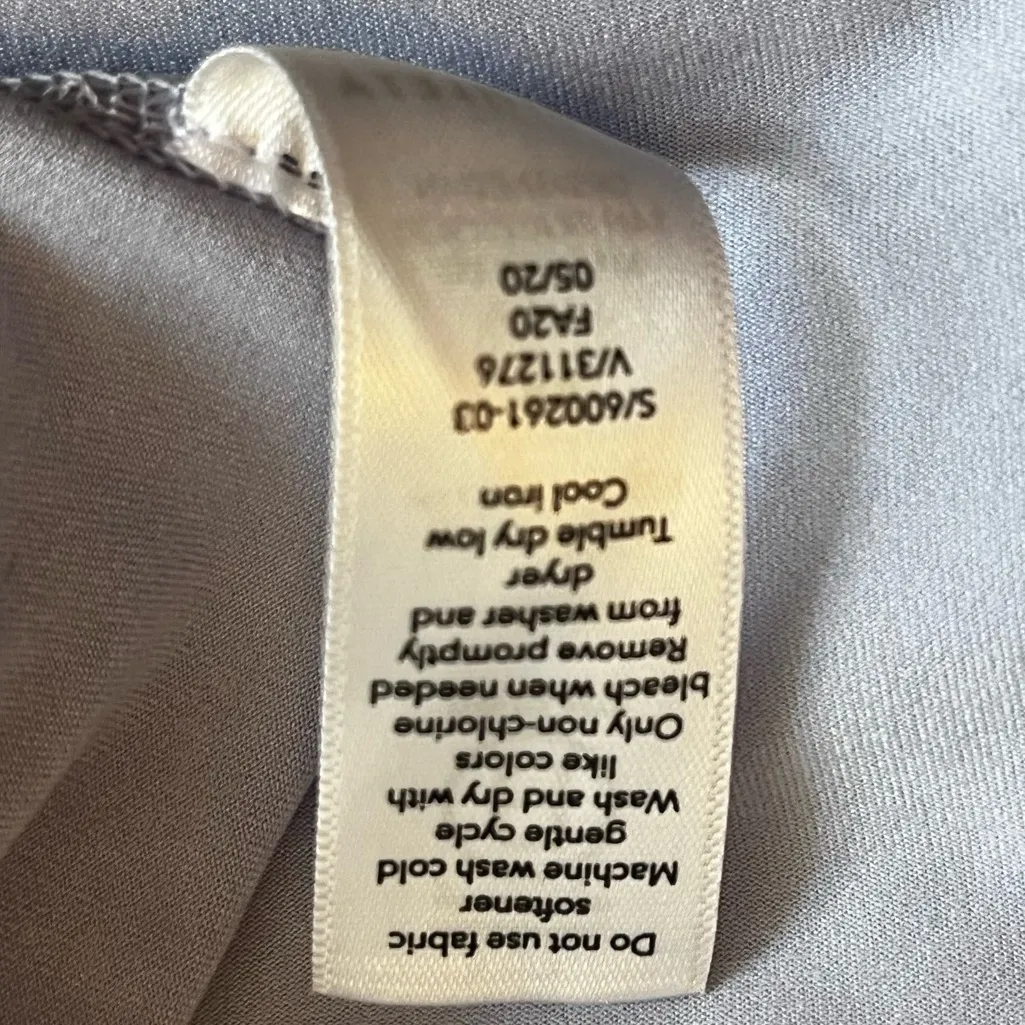 Do not use fabric
softener
Machine wash cold
gentle cycle
Wash and dry with
like colors
Only non-chlorine
bleach when needed
Remove promptly
from washer and
dryer
Tumble dry low
Cool iron
S/600261-03
V/311276
FA20
05/20